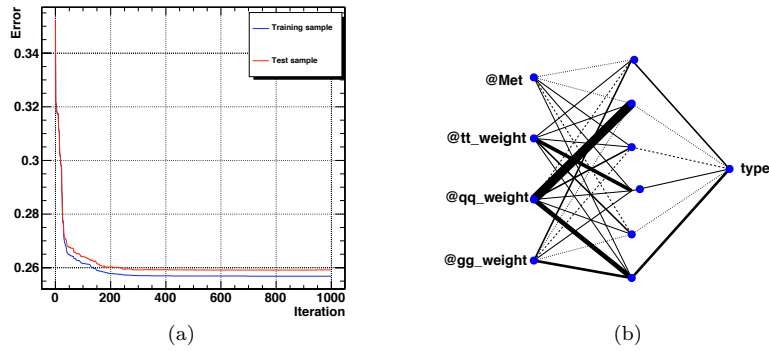 Error
Training sample
Test sample
0.34
0.32
0.3
0.28
0.26
0 200 400 600 800 1000
Iteration
(a)
@Met
@tt_weight
@qq_weight
@gg_weight
type
(b)